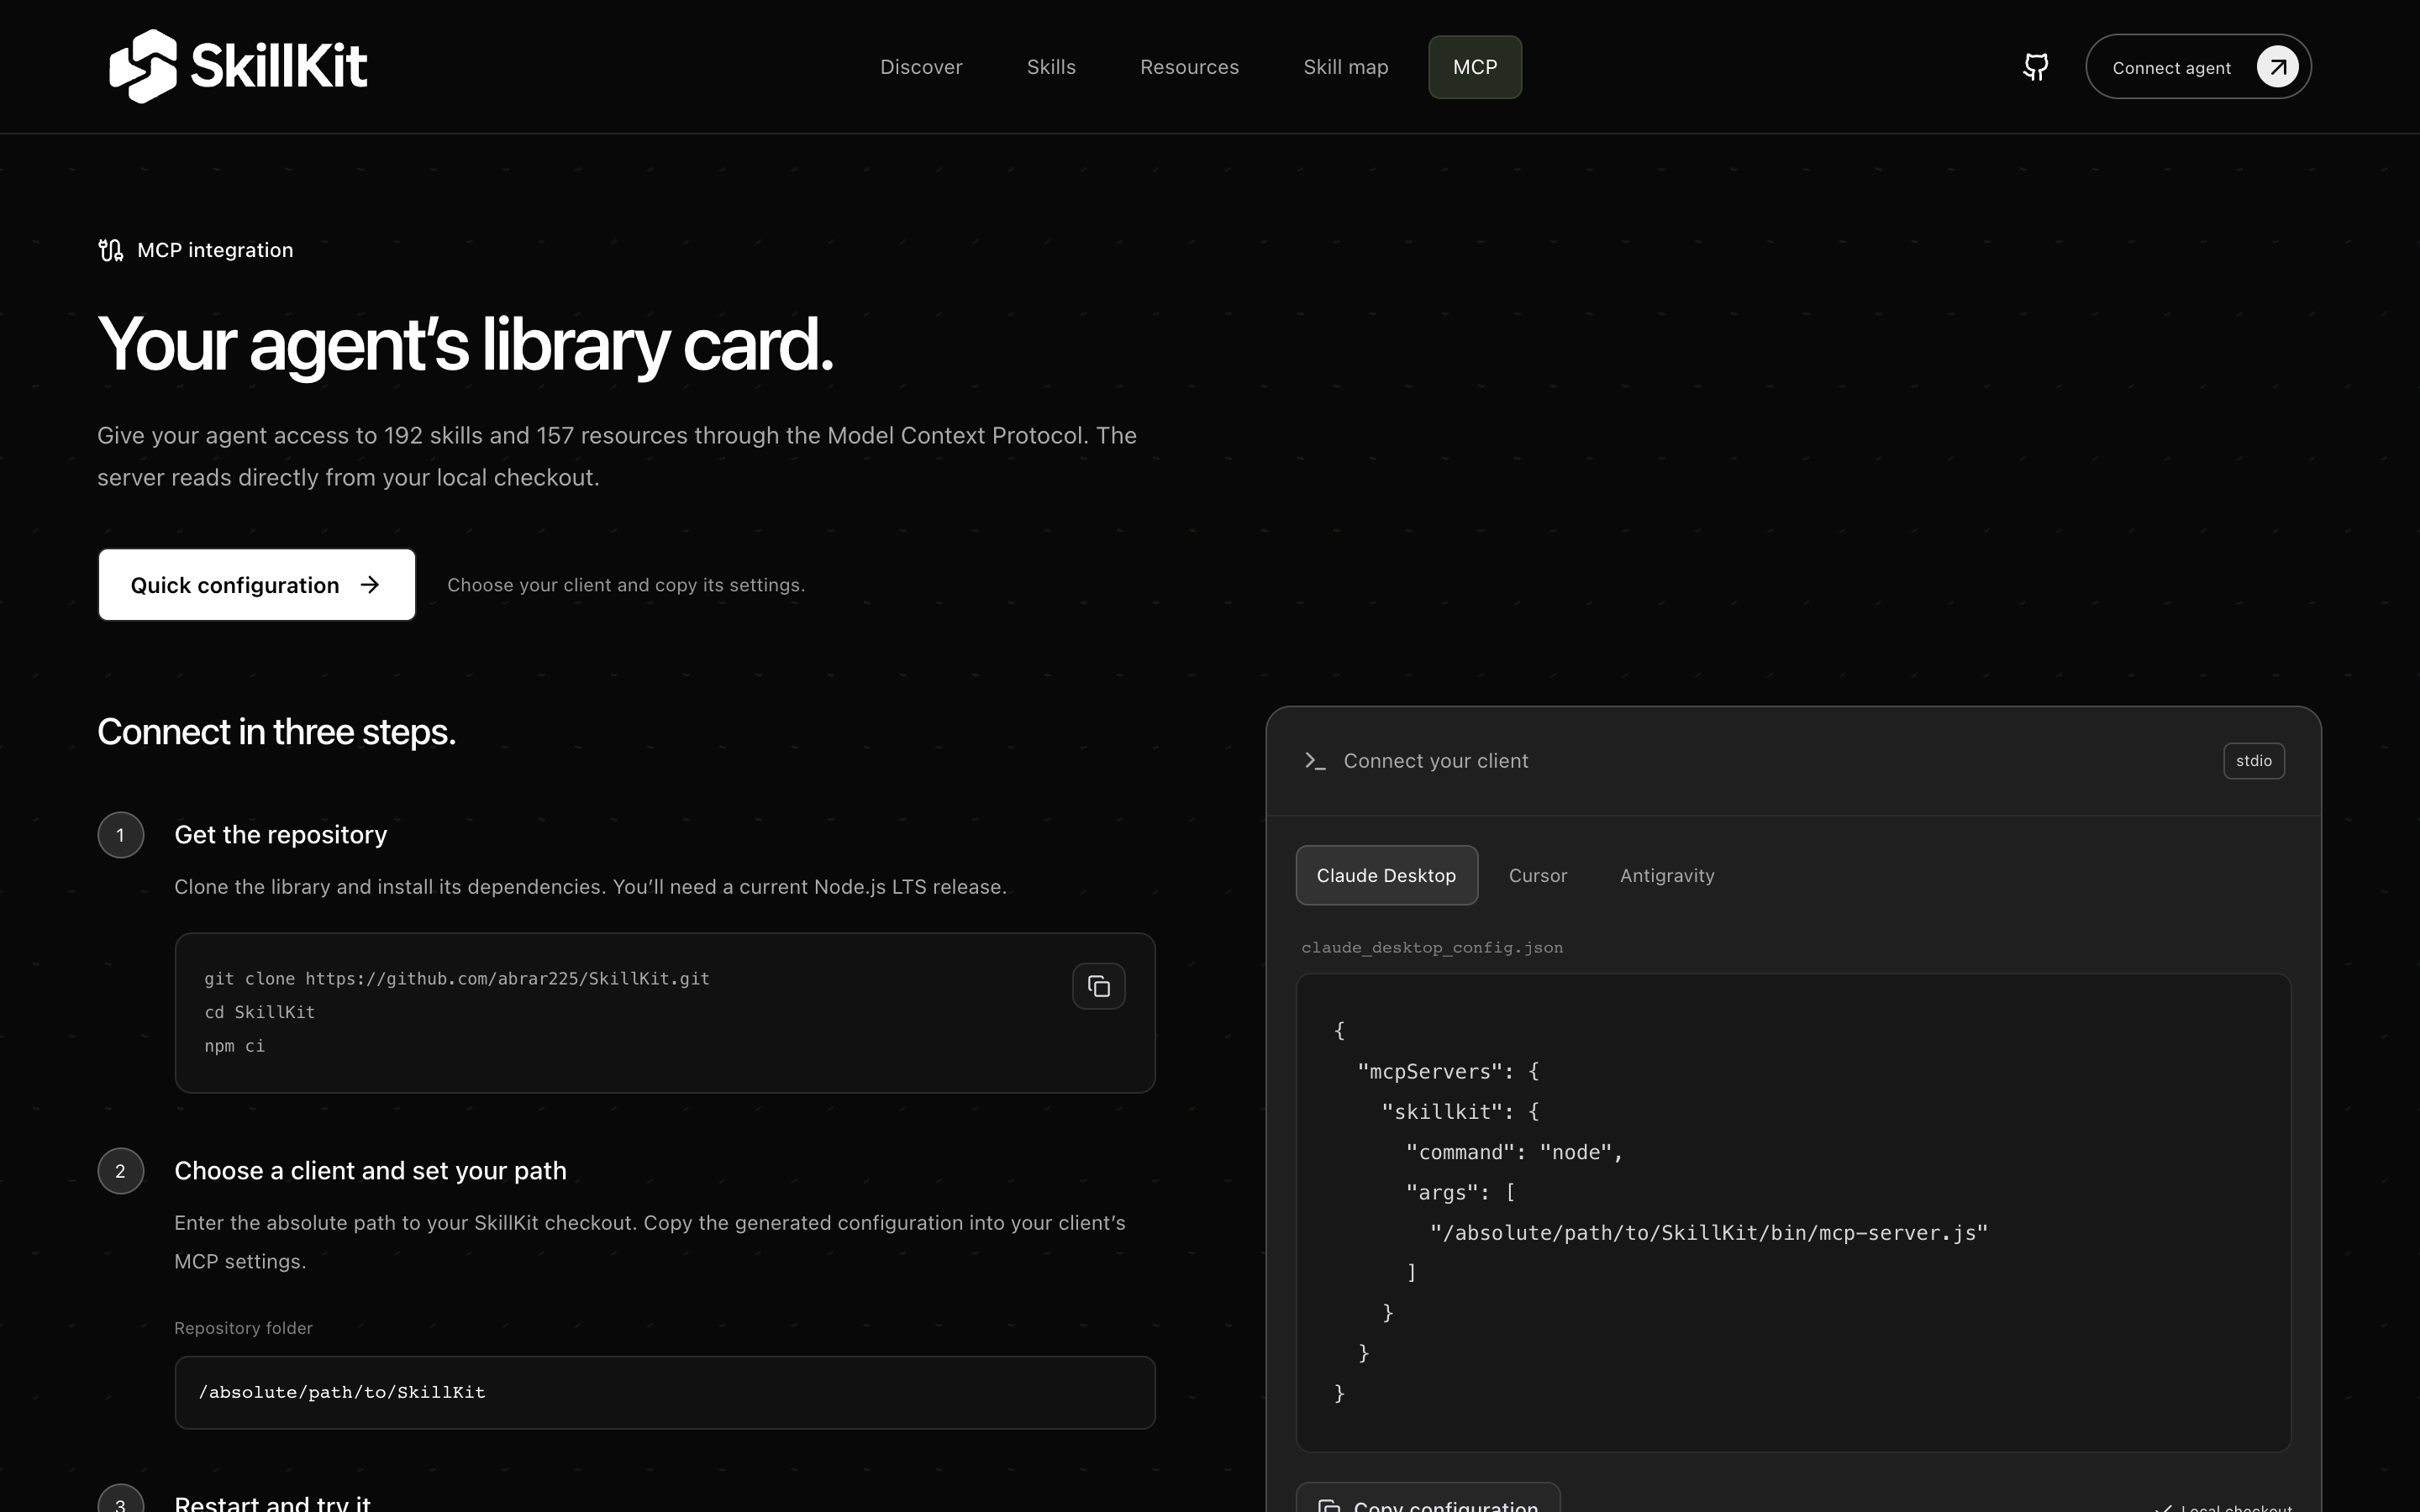 SkillKit
Discover
Skills
Resources
Skill map
MCP
Connect agent
MCP integration
Your agent’s library card.
Give your agent access to 192 skills and 157 resources through the Model Context Protocol. The
server reads directly from your local checkout.
Quick configuration
Choose your client and copy its settings.
Connect in three steps.
1
Get the repository
Clone the library and install its dependencies. You’ll need a current Node.js LTS release.
git clone https://github.com/abrar225/SkillKit.git
cd SkillKit
npm ci
2
Choose a client and set your path
Enter the absolute path to your SkillKit checkout. Copy the generated configuration into your client’s
MCP settings.
Repository folder
/absolute/path/to/SkillKit
3
Restart and try it
Connect your client
stdio
Claude Desktop
Cursor
Antigravity
claude_desktop_config.json
{
"mcpServers": {
"skillkit": {
"command": "node",
"args": [
"/absolute/path/to/SkillKit/bin/mcp-server.js"
]
}
}
}
Copy configuration
Local checkout